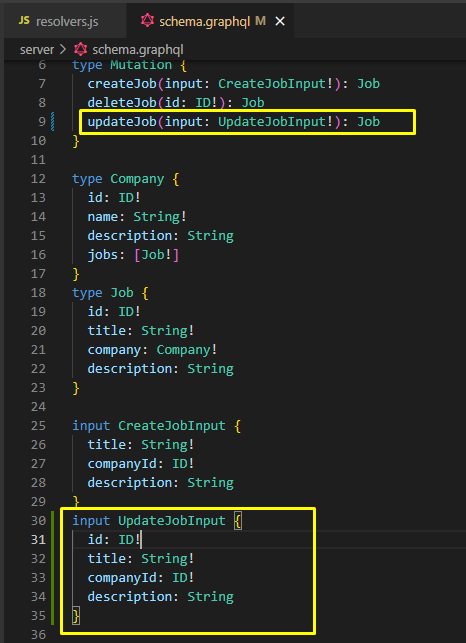 JS resolvers.js schema.graphql M ×
server > schema.graphql
6 type Mutation {
7 createJob(input: CreateJobInput!): Job
8 deleteJob(id: ID!): Job
9 updateJob(input: UpdateJobInput!): Job
10 }
11
12 type Company {
13 id: ID!
14 name: String!
15 description: String
16 jobs: [Job!]
17 }
18 type Job {
19 id: ID!
20 title: String!
21 company: Company!
22 description: String
23 }
24
25 input CreateJobInput {
26 title: String!
27 companyId: ID!
28 description: String
29 }
30 input UpdateJobInput {
31 id: ID!
32 title: String!
33 companyId: ID!
34 description: String
35 }
36